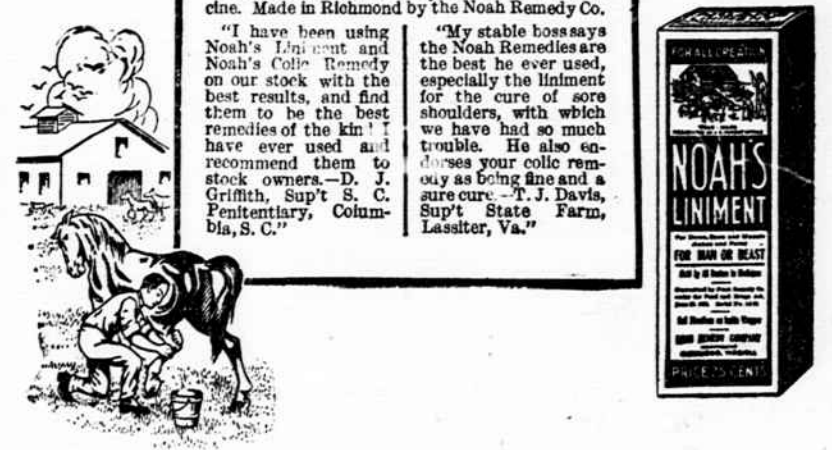 cine. Made in Richmond by the Noah Remedy Co.
"I have been using
Noah's Liniment and
Noah's Colic Remedy
on our stock with the
best results, and find
them to be the best
remedies of the kind I
have ever used and
recommend them to
stock owners.—D. J.
Griffith, Sup't S. C.
Penitentiary, Colum-
bia, S. C."
"My stable boss says
the Noah Remedies are
the best he ever used,
especially the liniment
for the cure of sore
shoulders, with which
we have had so much
trouble. He also en-
dorses your colic rem-
edy as being fine and a
sure cure.—T. J. Davis,
Sup't State Farm,
Lassiter, Va."
FOR ALL CREATION
NOAH'S
LINIMENT
FOR MAN OR BEAST
PRICE 25 CENTS